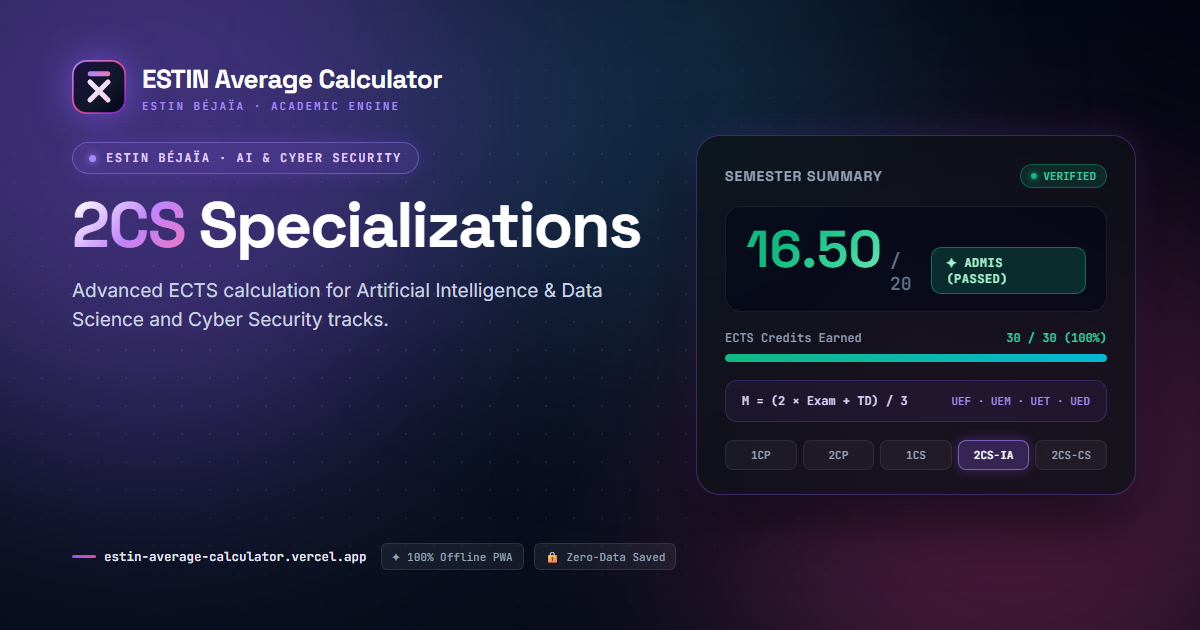 ESTIN Average Calculator
ESTIN BÉJAÏA · ACADEMIC ENGINE
ESTIN BÉJAÏA · AI & CYBER SECURITY
2CS Specializations
Advanced ECTS calculation for Artificial Intelligence & Data
Science and Cyber Security tracks.
SEMESTER SUMMARY
VERIFIED
16.50 / 20
✦ ADMIS
(PASSED)
ECTS Credits Earned
30 / 30 (100%)
M = (2 × Exam + TD) / 3
UEF · UEM · UET · UED
1CP
2CP
1CS
2CS-IA
2CS-CS
estin-average-calculator.vercel.app
✦ 100% Offline PWA
🔒 Zero-Data Saved